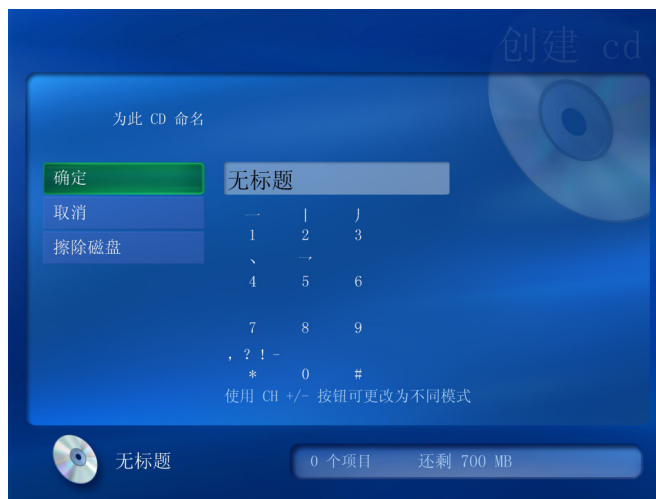 创建 cd
为此 CD 命名
确定
无标题
取消
擦除磁盘
一 丨 丿
1 2 3
丶 乛
4 5 6
7 8 9
,?!-
* 0 #
使用 CH +/- 按钮可更改为不同模式
无标题
0 个项目 还剩 700 MB